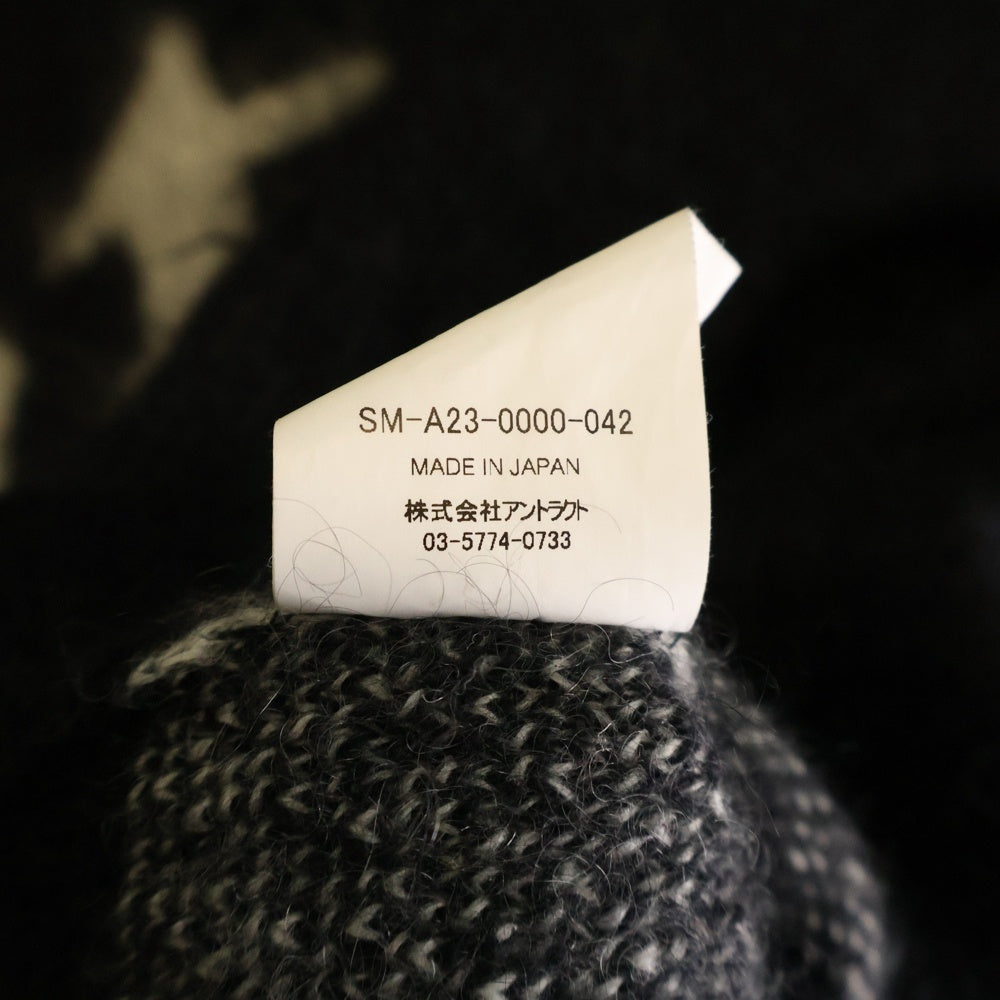 SM-A23-0000-042
MADE IN JAPAN
株式会社アントラクト
03-5774-0733